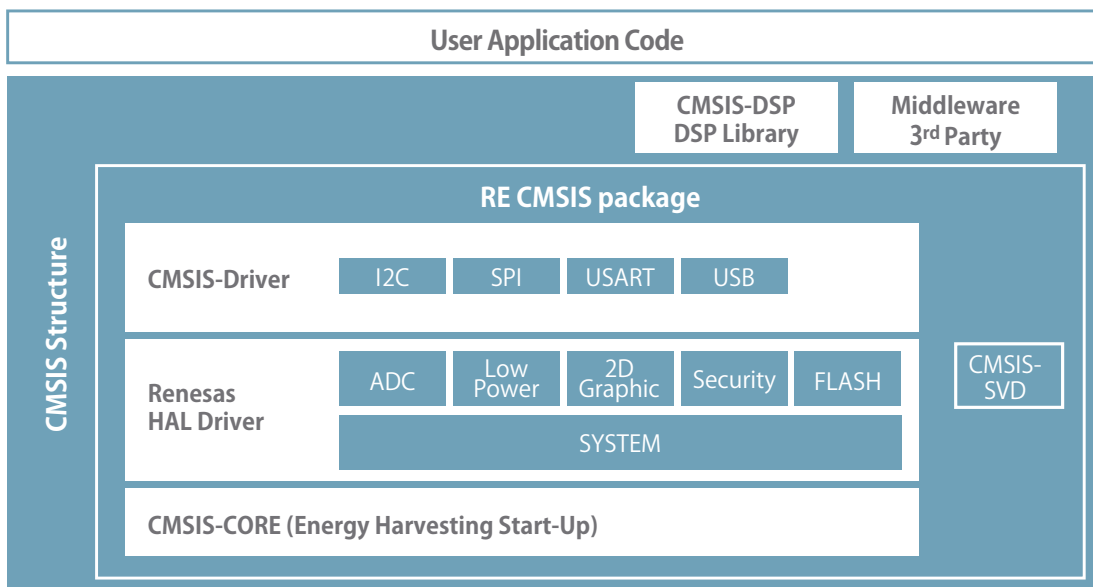 User Application Code
CMSIS-DSP
DSP Library
Middleware
3rd Party
CMSIS Structure
RE CMSIS package
CMSIS-Driver
I2C
SPI
USART
USB
Renesas
HAL Driver
ADC
Low
Power
2D
Graphic
Security
FLASH
SYSTEM
CMSIS-
SVD
CMSIS-CORE (Energy Harvesting Start-Up)